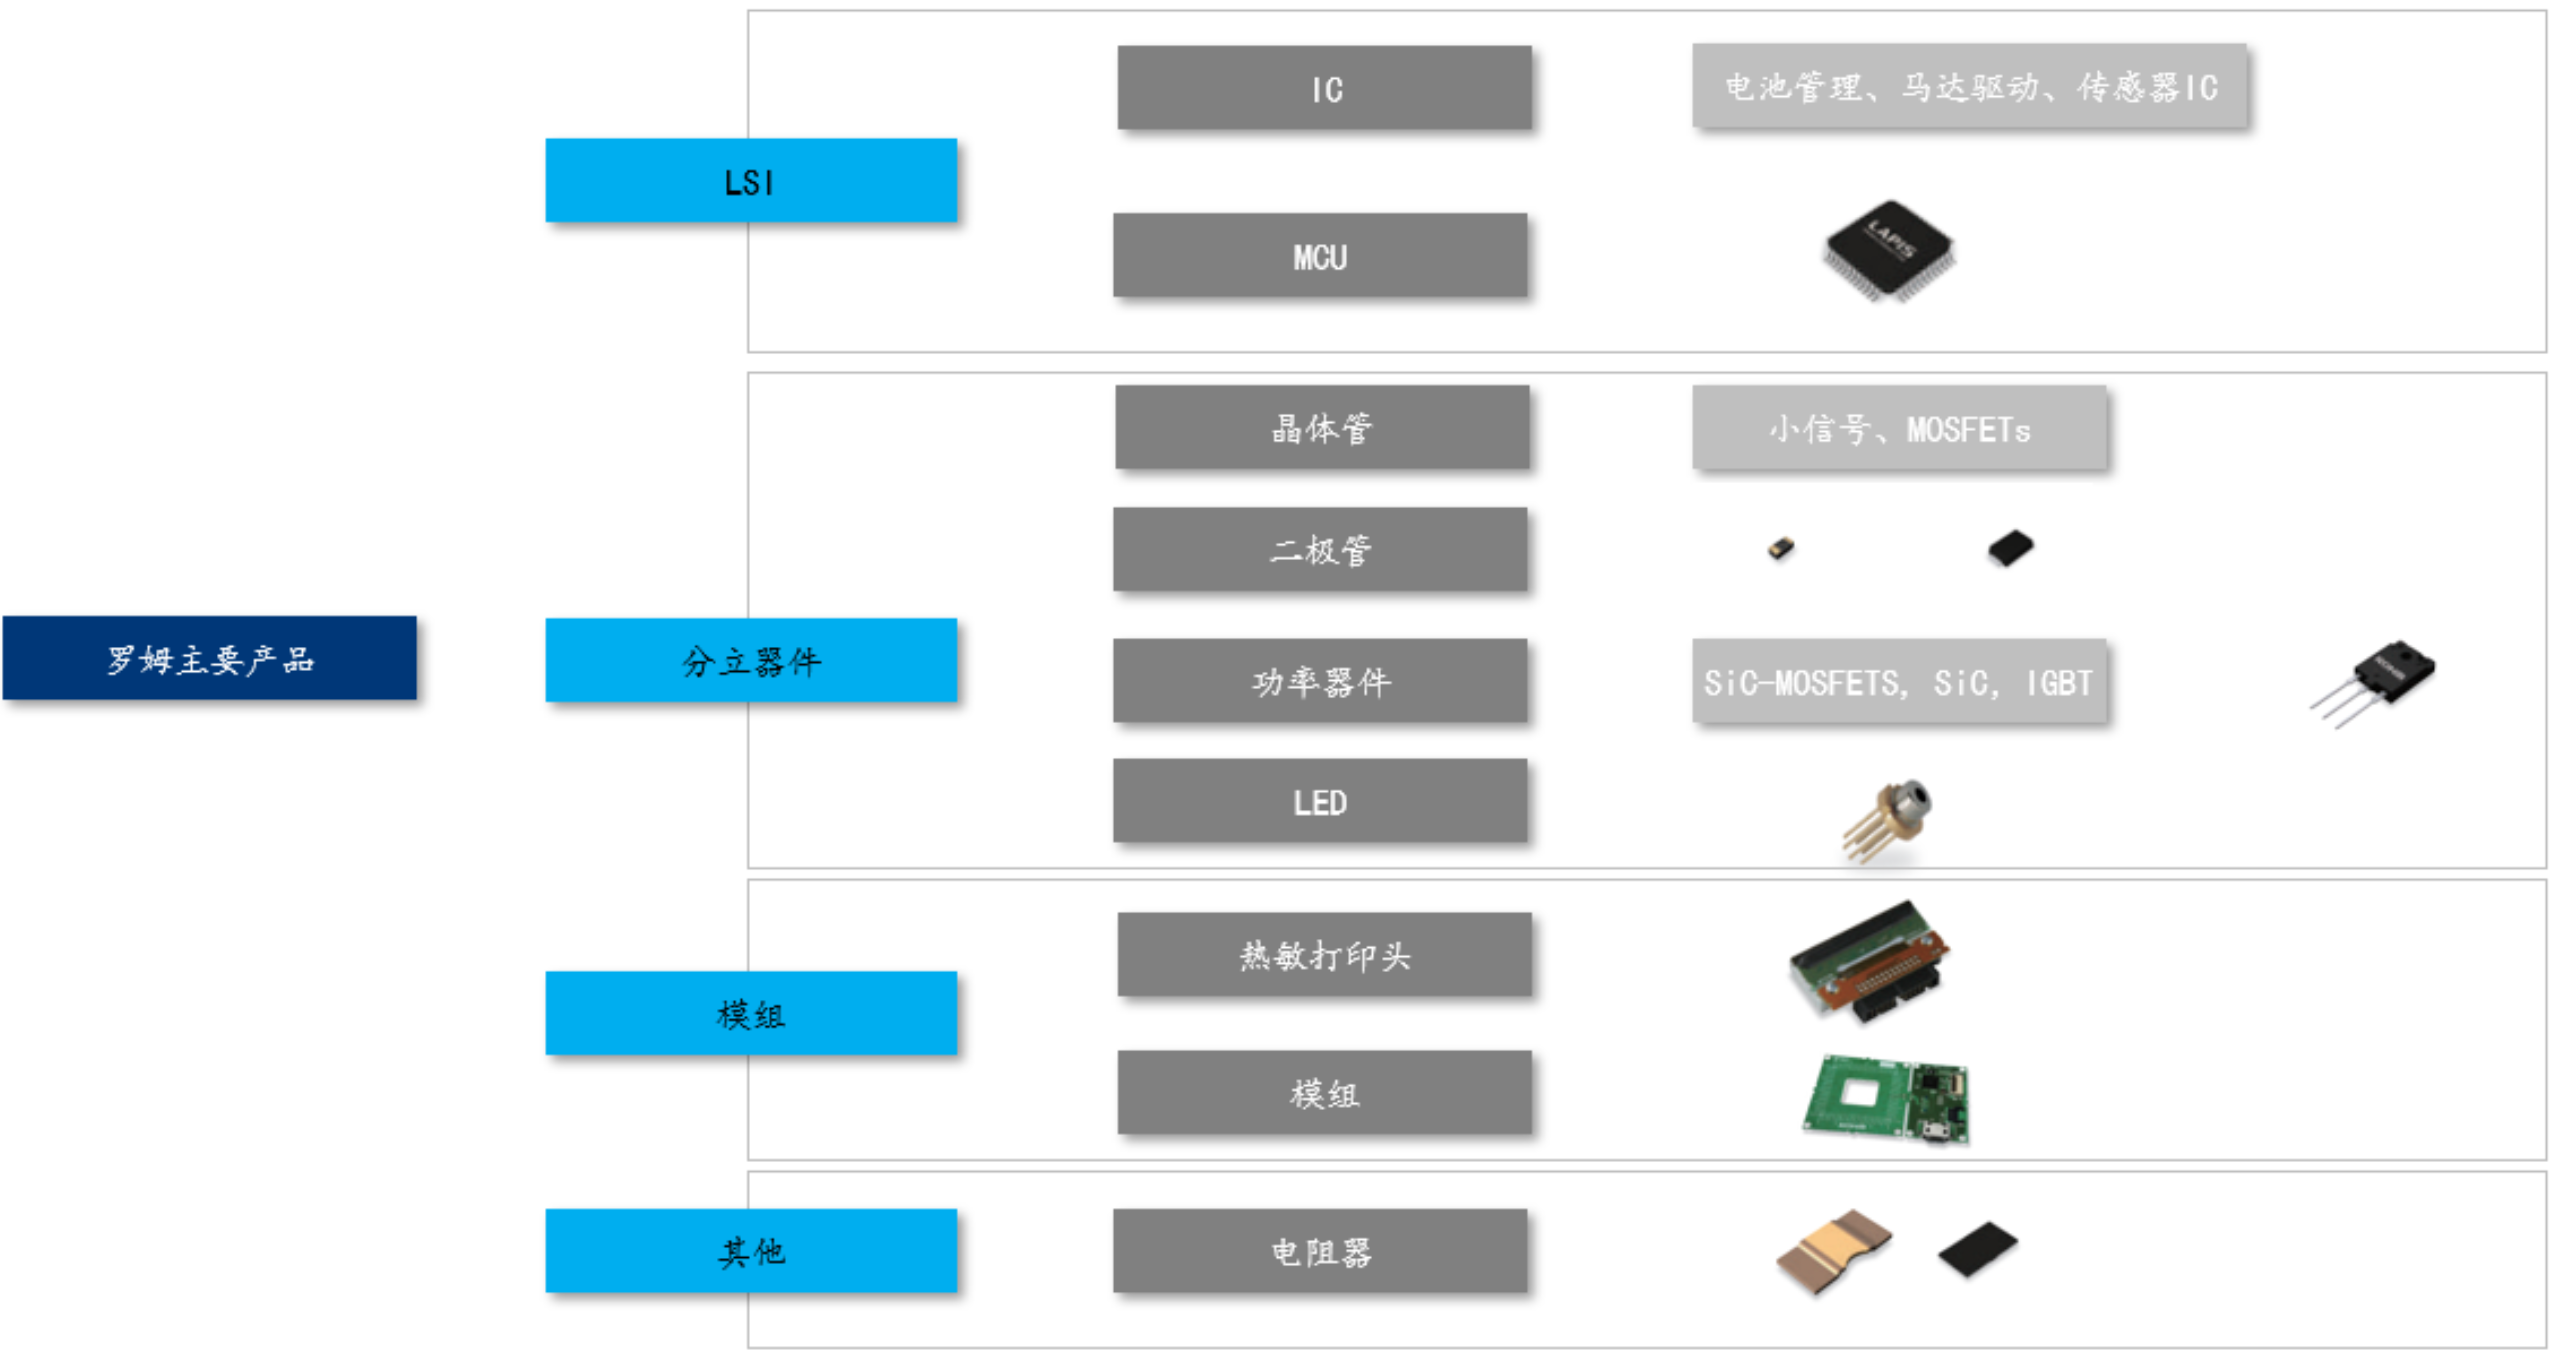 IC
电池管理、马达驱动、传感器IC
LSI
MCU
LAPIS
晶体管
小信号、MOSFETs
二极管
罗姆主要产品
分立器件
功率器件
SiC-MOSFETS, SiC, IGBT
LED
热敏打印头
模组
模组
其他
电阻器